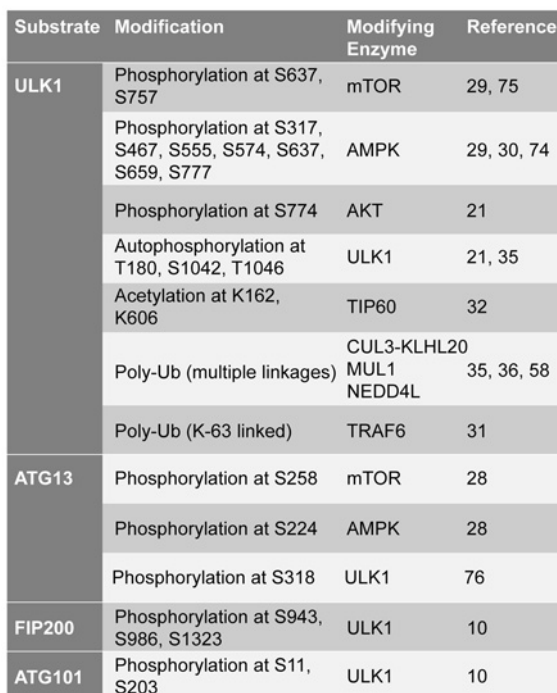 Substrate Modification Modifying Enzyme Reference
ULK1 Phosphorylation at S637, S757 mTOR 29, 75
Phosphorylation at S317, S467, S555, S574, S637, S659, S777 AMPK 29, 30, 74
Phosphorylation at S774 AKT 21
Autophosphorylation at T180, S1042, T1046 ULK1 21, 35
Acetylation at K162, K606 TIP60 32
Poly-Ub (multiple linkages) CUL3-KLHL20 MUL1 NEDD4L 35, 36, 58
Poly-Ub (K-63 linked) TRAF6 31
ATG13 Phosphorylation at S258 mTOR 28
Phosphorylation at S224 AMPK 28
Phosphorylation at S318 ULK1 76
FIP200 Phosphorylation at S943, S986, S1323 ULK1 10
ATG101 Phosphorylation at S11, S203 ULK1 10